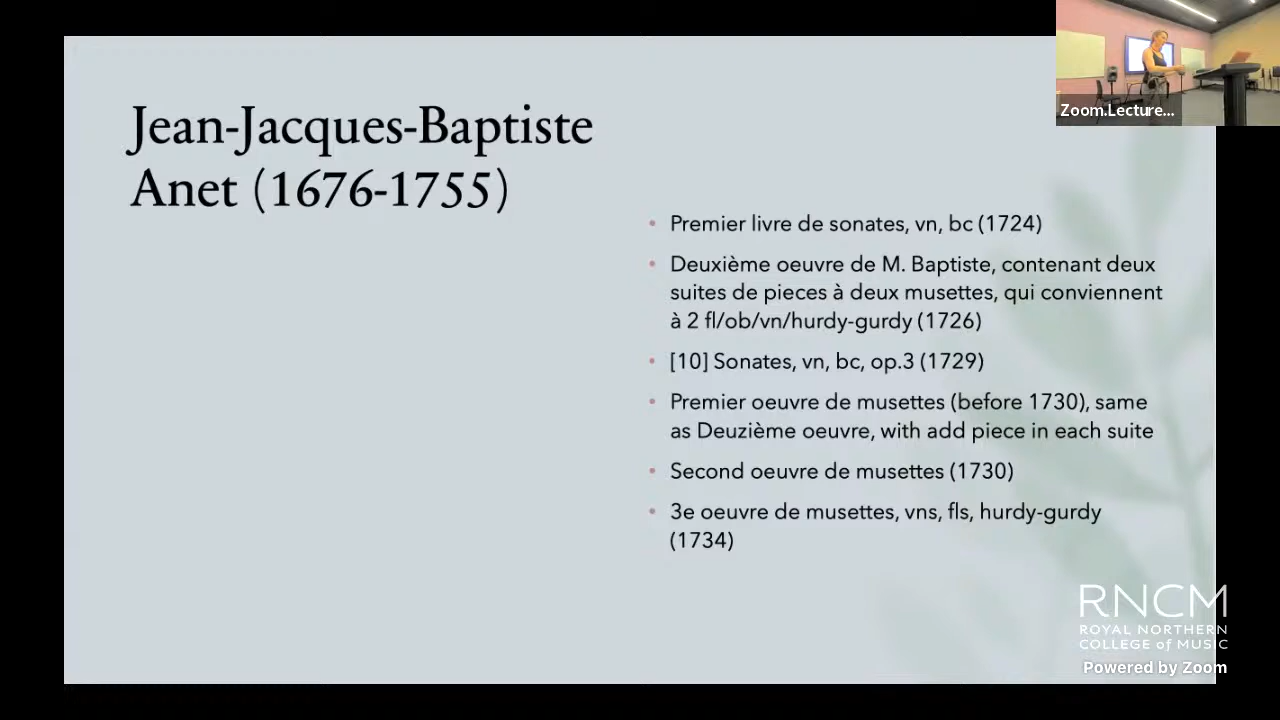 Jean-Jacques-Baptiste
Anet (1676-1755)
• Premier livre de sonates, vn, bc (1724)
• Deuxième oeuvre de M. Baptiste, contenant deux
suites de pieces à deux musettes, qui conviennent
à 2 fl/ob/vn/hurdy-gurdy (1726)
• [10] Sonates, vn, bc, op.3 (1729)
• Premier oeuvre de musettes (before 1730), same
as Deuzième oeuvre, with add piece in each suite
• Second oeuvre de musettes (1730)
• 3e oeuvre de musettes, vns, fls, hurdy-gurdy
(1734)
Zoom.Lecture...
RNCM
ROYAL NORTHERN
COLLEGE of MUSIC
Powered by Zoom